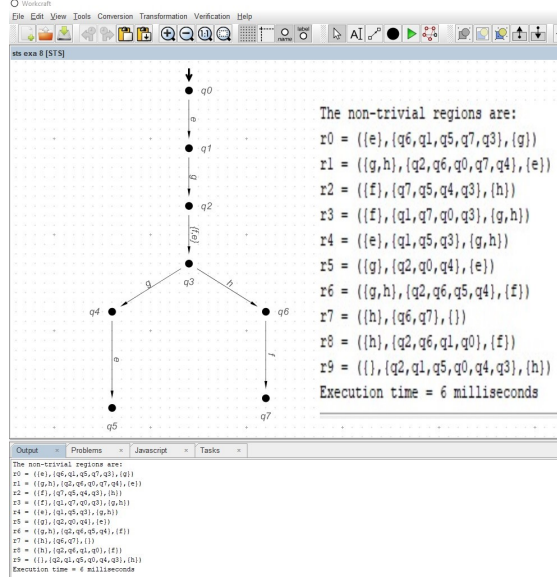 Workcraft
File Edit View Tools Conversion Transformation Verification Help
1:1 name label AI
sts exa 8 [STS]
q0
e
q1
g
q2
{f,e}
q3
g h
q4 q6
e f
q5 q7
The non-trivial regions are:
r0 = ({e},{q6,q1,q5,q7,q3},{g})
r1 = ({g,h},{q2,q6,q0,q7,q4},{e})
r2 = ({f},{q7,q5,q4,q3},{h})
r3 = ({f},{q1,q7,q0,q3},{g,h})
r4 = ({e},{q1,q5,q3},{g,h})
r5 = ({g},{q2,q0,q4},{e})
r6 = ({g,h},{q2,q6,q5,q4},{f})
r7 = ({h},{q6,q7},{})
r8 = ({h},{q2,q6,q1,q0},{f})
r9 = ({},{q2,q1,q5,q0,q4,q3},{h})
Execution time = 6 milliseconds
Output × Problems × Javascript × Tasks ×
The non-trivial regions are:
r0 = ({e},{q6,q1,q5,q7,q3},{g})
r1 = ({g,h},{q2,q6,q0,q7,q4},{e})
r2 = ({f},{q7,q5,q4,q3},{h})
r3 = ({f},{q1,q7,q0,q3},{g,h})
r4 = ({e},{q1,q5,q3},{g,h})
r5 = ({g},{q2,q0,q4},{e})
r6 = ({g,h},{q2,q6,q5,q4},{f})
r7 = ({h},{q6,q7},{})
r8 = ({h},{q2,q6,q1,q0},{f})
r9 = ({},{q2,q1,q5,q0,q4,q3},{h})
Execution time = 6 milliseconds